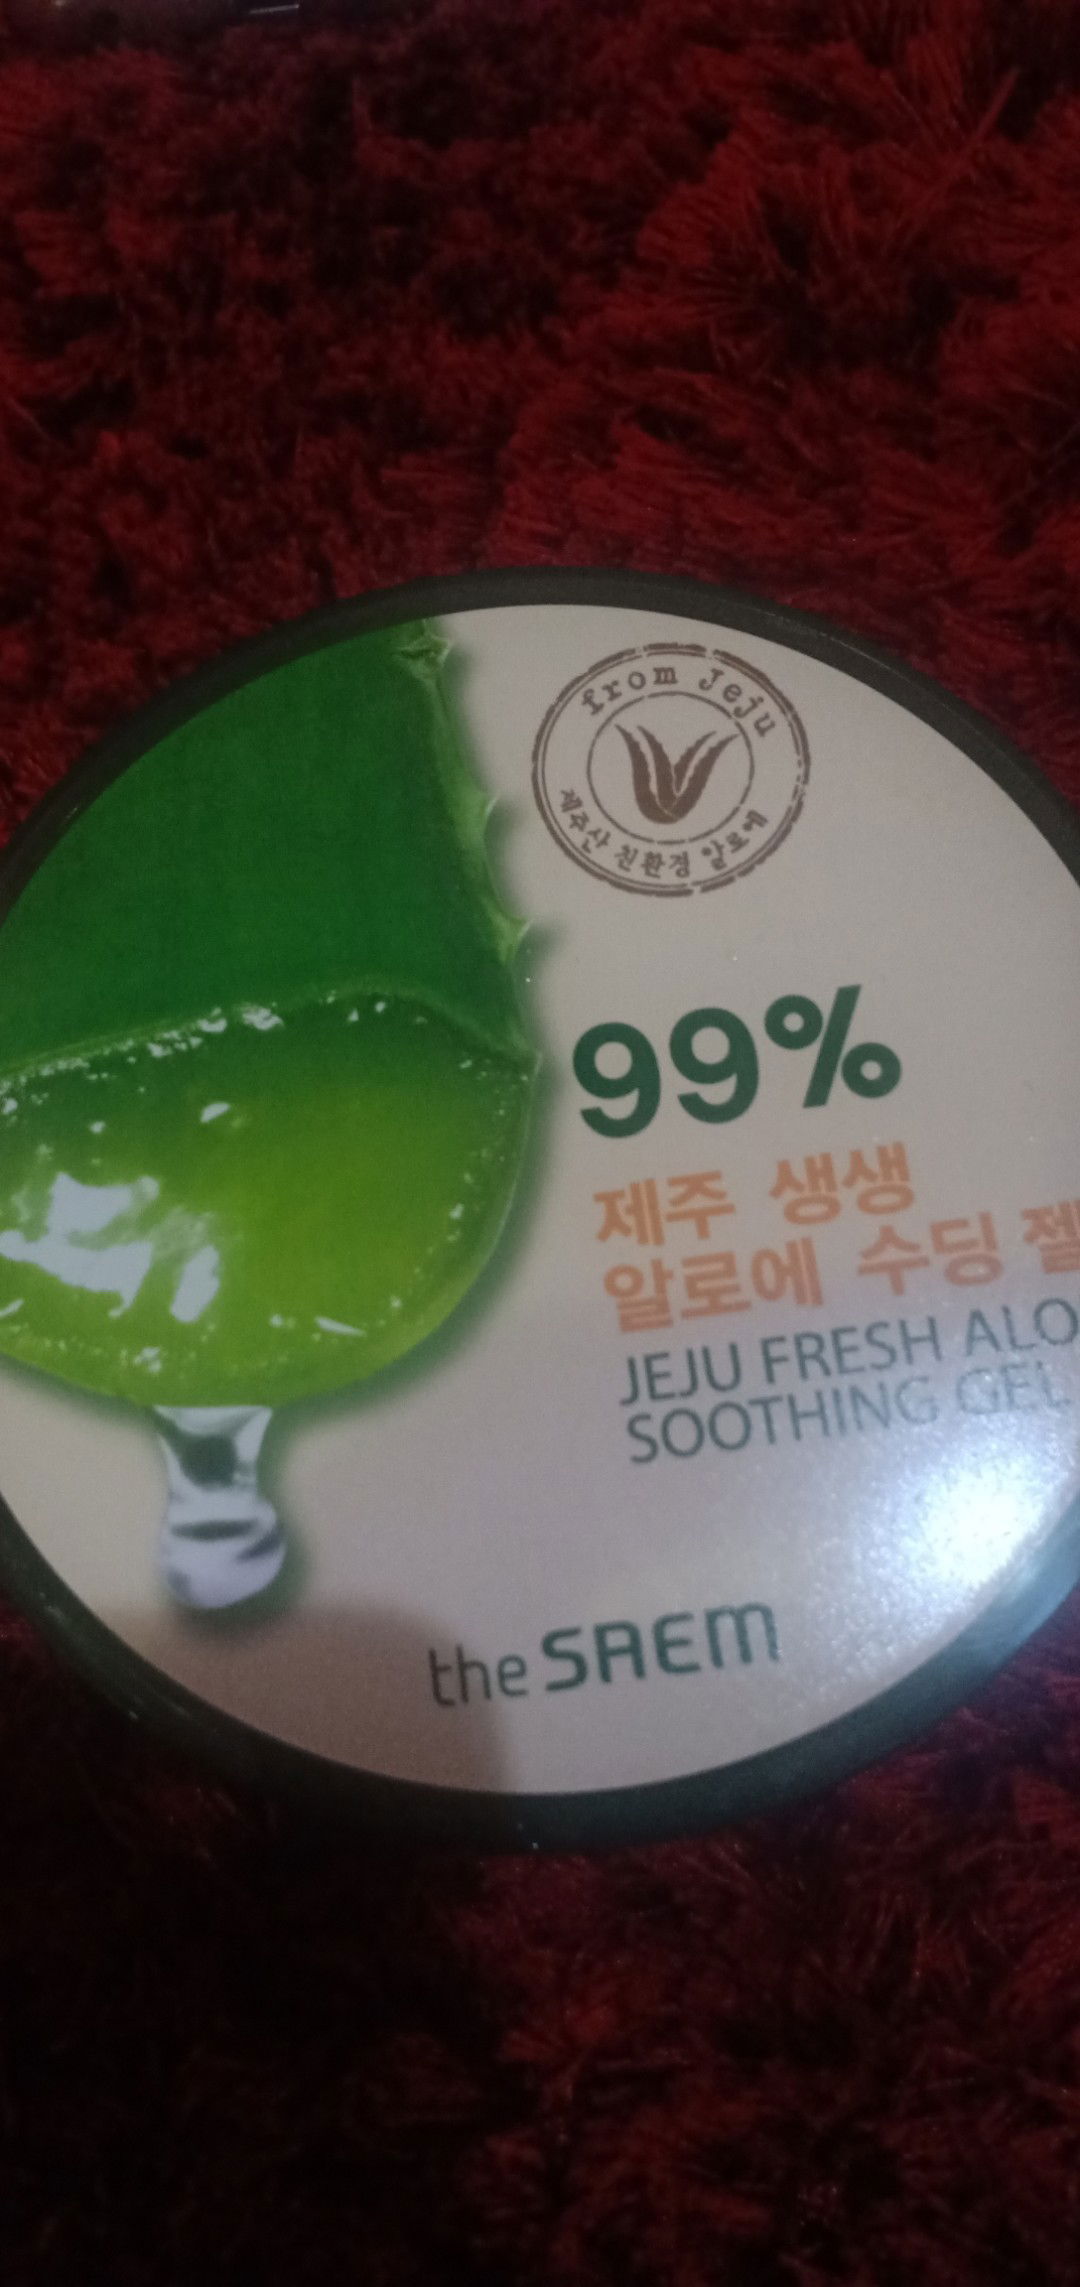 from Jeju
제주산 친환경 알로에
99%
제주 생생
알로에 수딩 젤
JEJU FRESH ALO
SOOTHING GEL
the SAEM